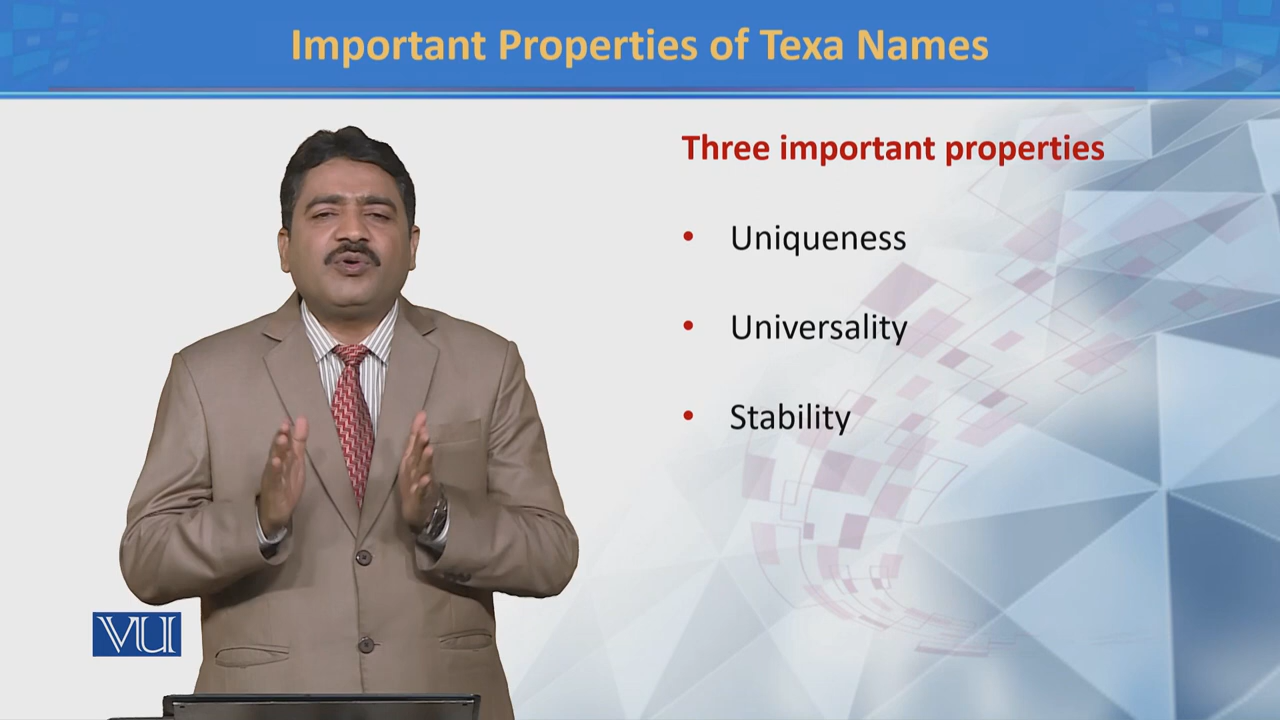 Important Properties of Texa Names
Three important properties
• Uniqueness
• Universality
• Stability
VU